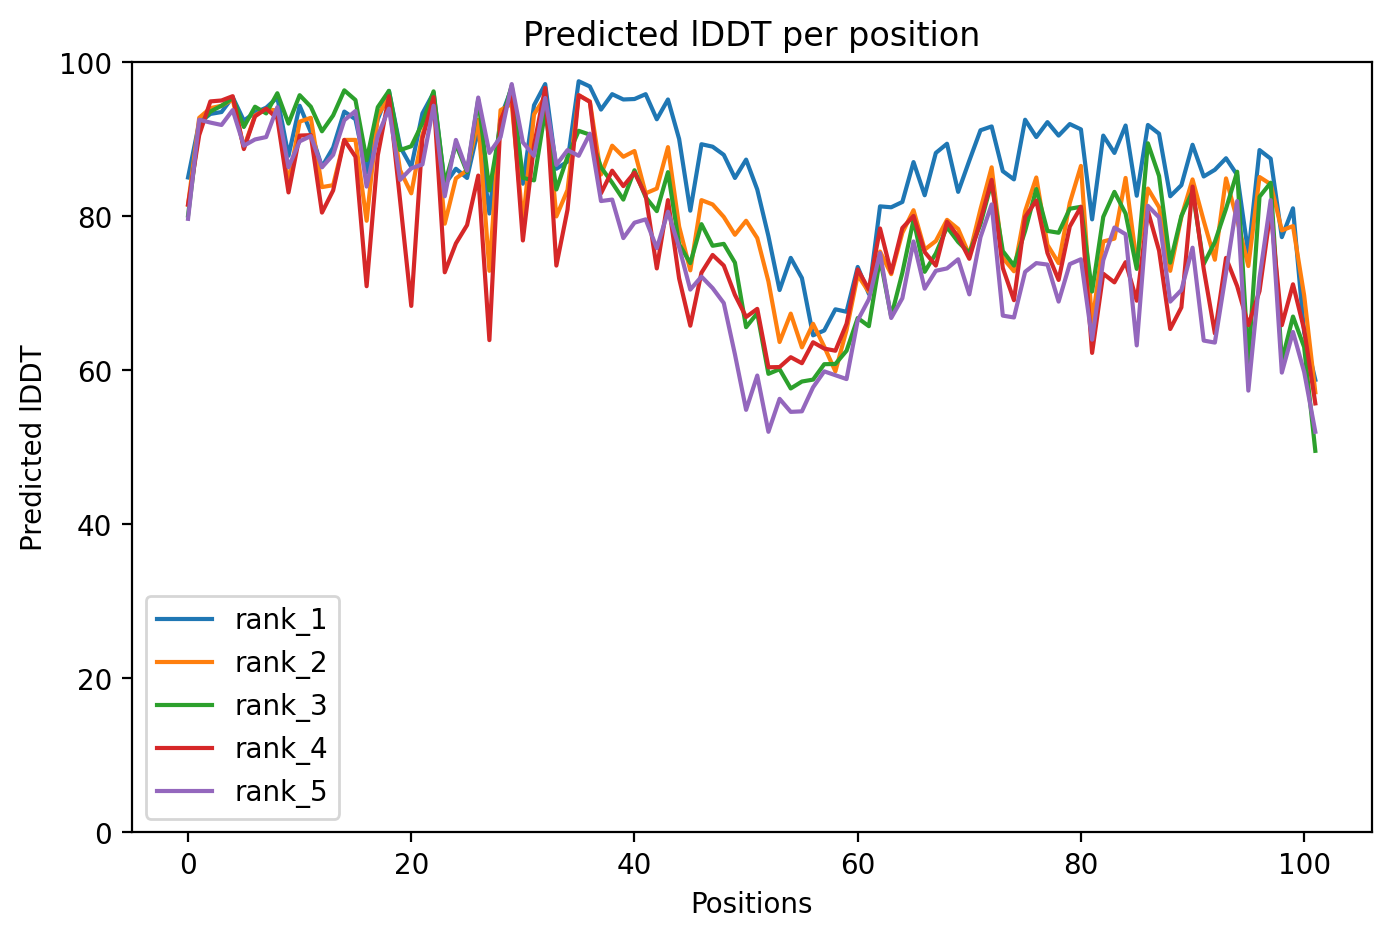 Predicted lDDT per position
100
80
60
40
20
0
Predicted lDDT
rank_1
rank_2
rank_3
rank_4
rank_5
0 20 40 60 80 100
Positions